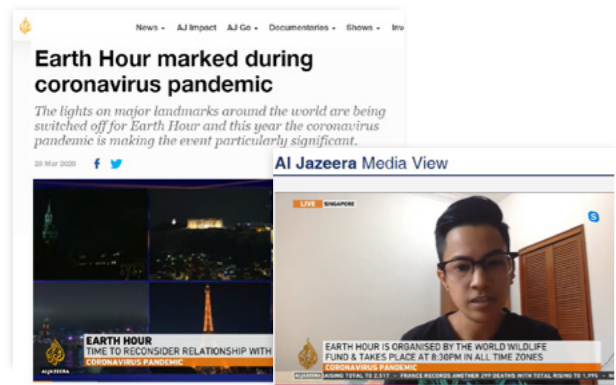 News AJ Impact AJ Go Documentaries Shows
Earth Hour marked during
coronavirus pandemic
The lights on major landmarks around the world are being
switched off for Earth Hour and this year the coronavirus
pandemic is making the event particularly significant.
28 Mar 2020
EARTH HOUR
TIME TO RECONSIDER RELATIONSHIP WITH
CORONAVIRUS PANDEMIC
ALJAZEERA
Al Jazeera Media View
LIVE SINGAPORE
EARTH HOUR IS ORGANISED BY THE WORLD WILDLIFE
FUND & TAKES PLACE AT 8:30PM IN ALL TIME ZONES
CORONAVIRUS PANDEMIC
ALJAZEERA
TOTAL TO 2,517 - FRANCE RECORDS ANOTHER 299 DEATHS WITH TOTAL RISING TO 1,995